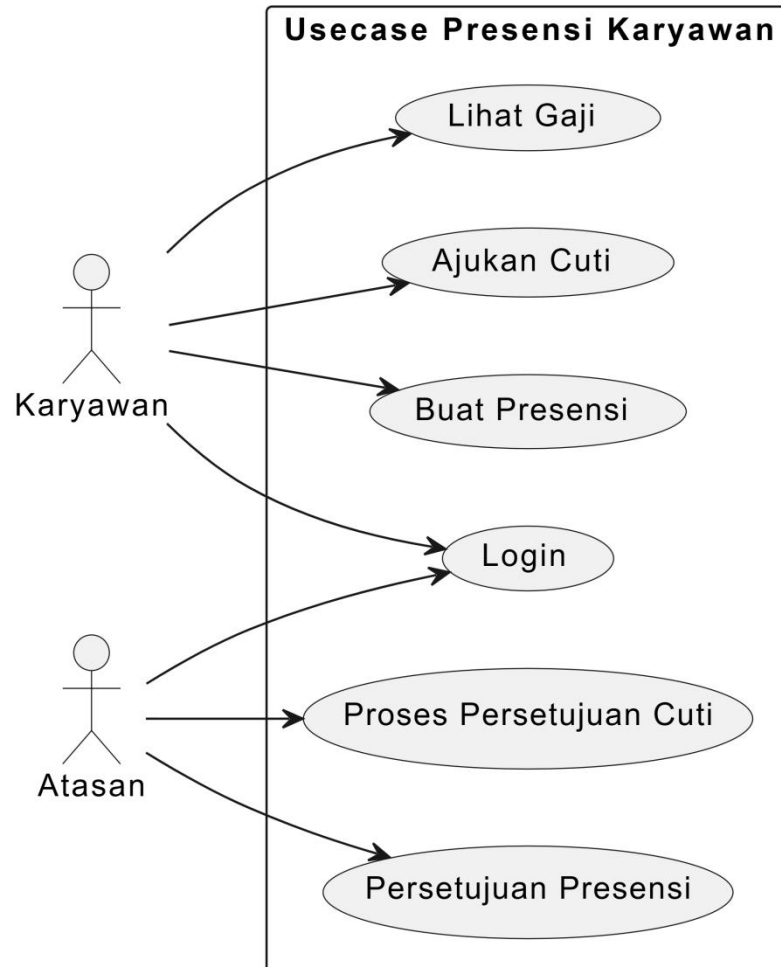 Usecase Presensi Karyawan
Lihat Gaji
Ajukan Cuti
Buat Presensi
Karyawan
Login
Proses Persetujuan Cuti
Atasan
Persetujuan Presensi